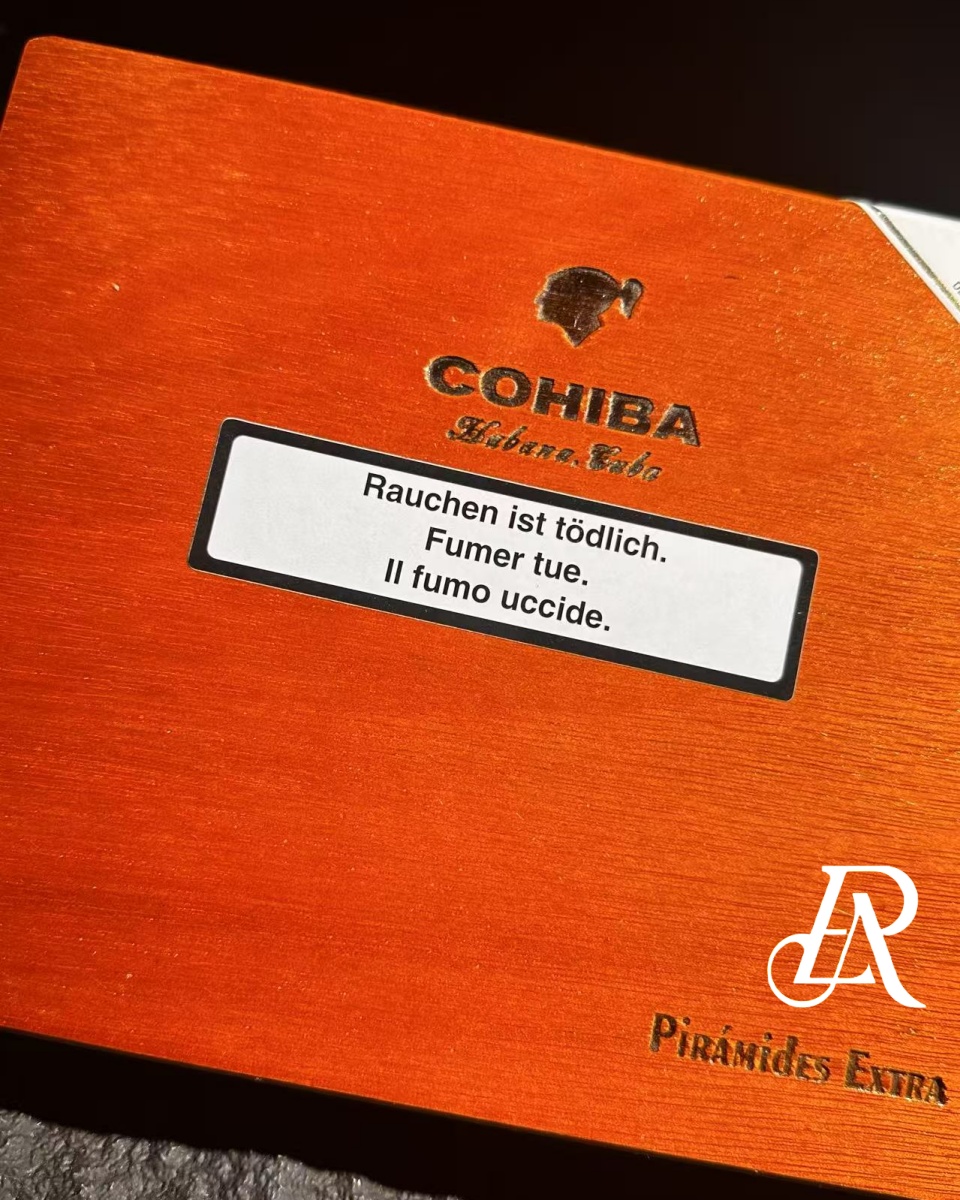 COHIBA
Habana, Cuba
Rauchen ist tödlich.
Fumer tue.
Il fumo uccide.
PIRÁMIdES EXTRA